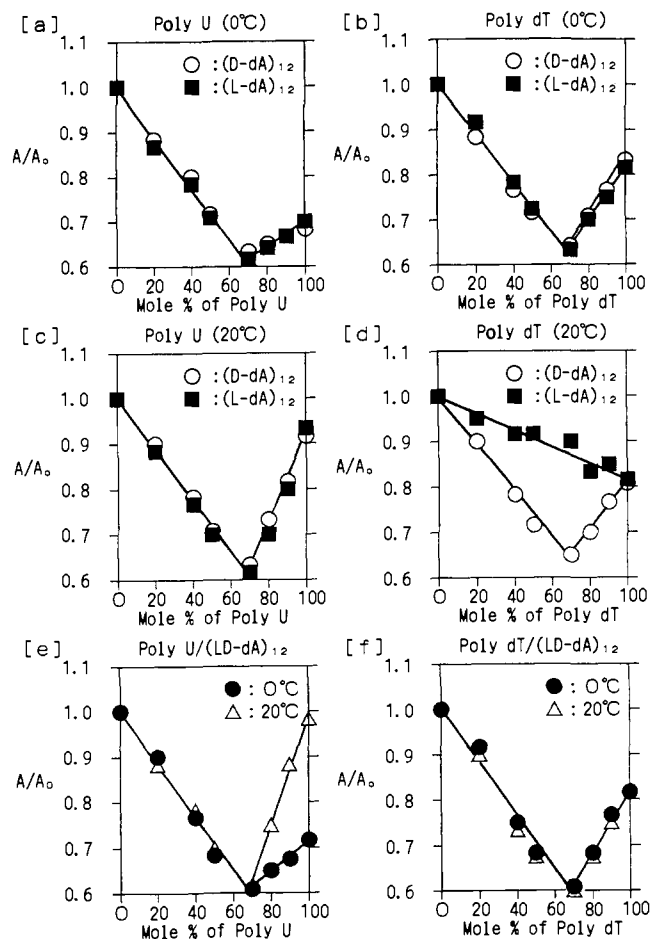 [a] Poly U (0℃)
1.1
1.0
0.9
0.8
0.7
0.6
A/A₀
○ :(D-dA)₁₂
■ :(L-dA)₁₂
0 20 40 60 80 100
Mole % of Poly U
[b] Poly dT (0℃)
1.1
1.0
0.9
0.8
0.7
0.6
A/A₀
○ :(D-dA)₁₂
■ :(L-dA)₁₂
0 20 40 60 80 100
Mole % of Poly dT
[c] Poly U (20℃)
1.1
1.0
0.9
0.8
0.7
0.6
A/A₀
○ :(D-dA)₁₂
■ :(L-dA)₁₂
0 20 40 60 80 100
Mole % of Poly U
[d] Poly dT (20℃)
1.1
1.0
0.9
0.8
0.7
0.6
A/A₀
○ :(D-dA)₁₂
■ :(L-dA)₁₂
0 20 40 60 80 100
Mole % of Poly dT
[e] Poly U/(LD-dA)₁₂
1.1
1.0
0.9
0.8
0.7
0.6
A/A₀
● : 0℃
△ : 20℃
0 20 40 60 80 100
Mole % of Poly U
[f] Poly dT/(LD-dA)₁₂
1.1
1.0
0.9
0.8
0.7
0.6
A/A₀
● : 0℃
△ : 20℃
0 20 40 60 80 100
Mole % of Poly dT